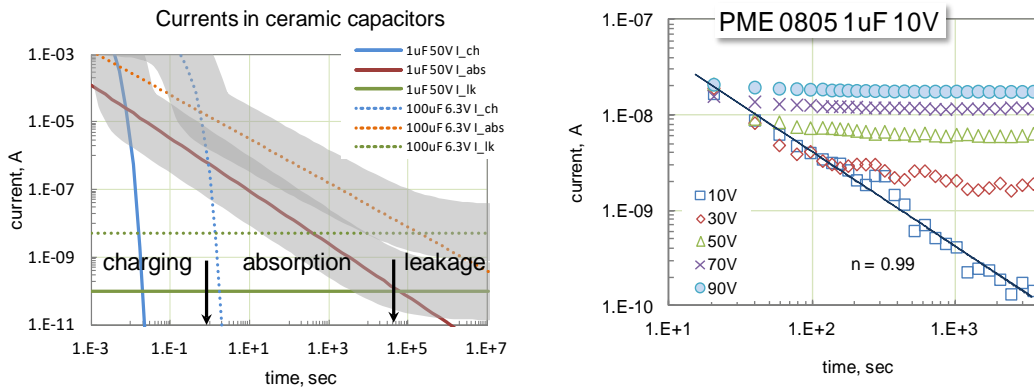 Currents in ceramic capacitors
1.E-03
1.E-05
1.E-07
1.E-09
1.E-11
current, A
1uF 50V I_ch
1uF 50V I_abs
1uF 50V I_lk
100uF 6.3V I_ch
100uF 6.3V I_abs
100uF 6.3V I_lk
charging
absorption
leakage
1.E-03 1.E-01 1.E+01 1.E+03 1.E+05 1.E+07
time, sec
PME 0805 1uF 10V
1.E-07
1.E-08
1.E-09
1.E-10
current, A
10V
30V
50V
70V
90V
n = 0.99
1.E+01 1.E+02 1.E+03
time, sec